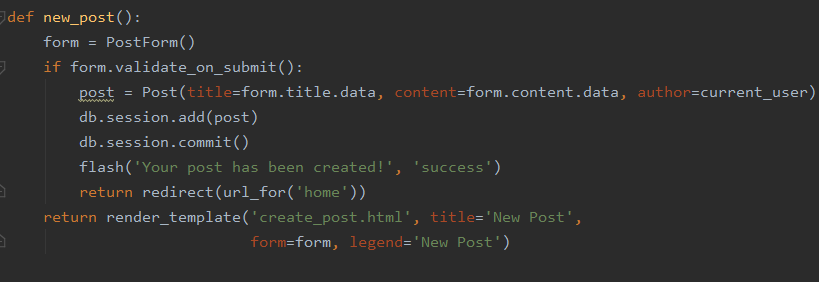 def new_post():
    form = PostForm()
    if form.validate_on_submit():
        post = Post(title=form.title.data, content=form.content.data, author=current_user)
        db.session.add(post)
        db.session.commit()
        flash('Your post has been created!', 'success')
        return redirect(url_for('home'))
    return render_template('create_post.html', title='New Post',
                           form=form, legend='New Post')